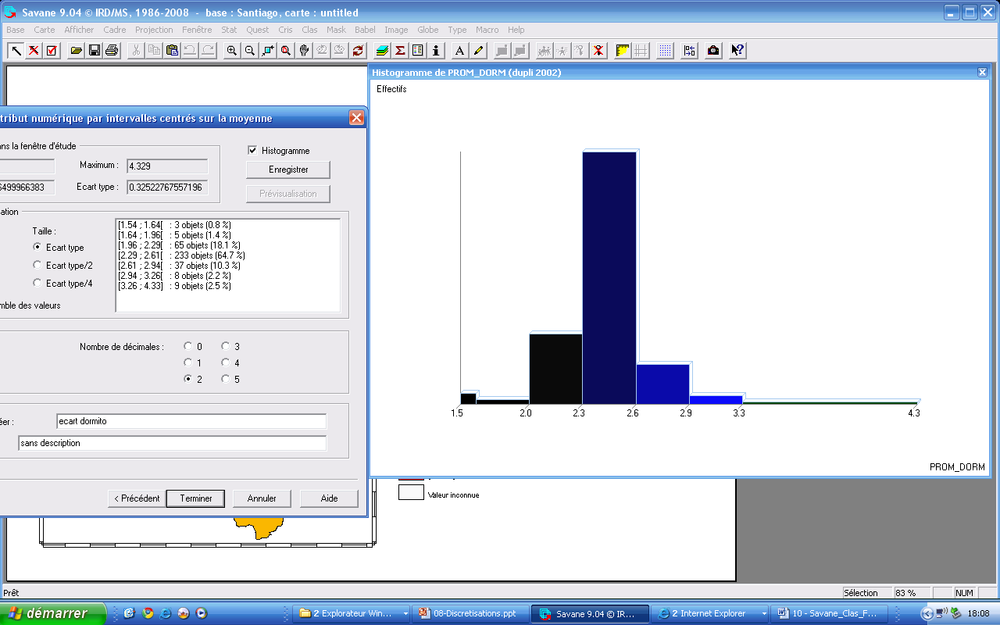 Savane 9.04 © IRD/MS, 1986-2008 - base : Santiago, carte : untitled
Base Carte Afficher Cadre Projection Fenêtre Stat Quest Cris Clas Mask Babel Image Globe Type Macro Help
Histogramme de PROM_DORM (dupli 2002)
Effectifs
tribut numérique par intervalles centrés sur la moyenne
ans la fenêtre d'étude
Histogramme
Maximum : 4.329
Enregistrer
6499966383 Ecart type : 0.32522767557196
Prévisualisation
ation
Taille :
[1.54 ; 1.64[ : 3 objets (0.8 %)
[1.64 ; 1.96[ : 5 objets (1.4 %)
[1.96 ; 2.29[ : 65 objets (18.1 %)
[2.29 ; 2.61[ : 233 objets (64.7 %)
[2.61 ; 2.94[ : 37 objets (10.3 %)
[2.94 ; 3.26[ : 8 objets (2.2 %)
[3.26 ; 4.33] : 9 objets (2.5 %)
Ecart type
Ecart type/2
Ecart type/4
mble des valeurs
Nombre de décimales : 0 3
1 4
2 5
éer : ecart dormito
sans description
< Précédent Terminer Annuler Aide
1.5 2.0 2.3 2.6 2.9 3.3 4.3
PROM_DORM
Valeur inconnue
Prêt Sélection 83 % NUM
démarrer 2 Explorateur Win... 08-Discretisations.ppt Savane 9.04 © IR... 2 Internet Explorer 10 - Savane_Clas_F... 18:08